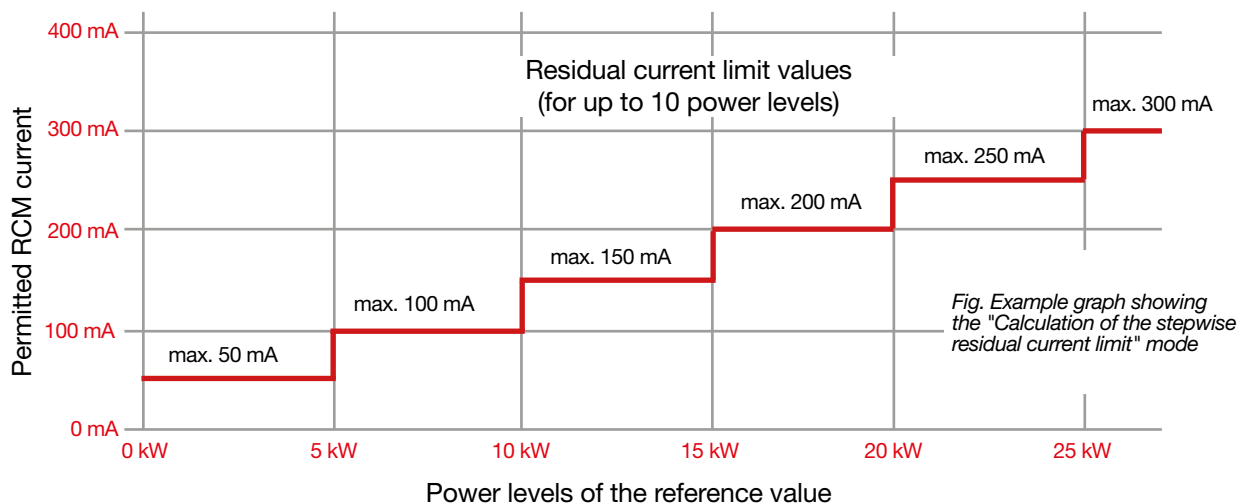 400 mA
Residual current limit values
(for up to 10 power levels)
max. 300 mA
300 mA
max. 250 mA
max. 200 mA
200 mA
max. 150 mA
max. 100 mA
100 mA
max. 50 mA
0 mA
Permitted RCM current
Fig. Example graph showing
the "Calculation of the stepwise
residual current limit" mode
0 kW
5 kW
10 kW
15 kW
20 kW
25 kW
Power levels of the reference value